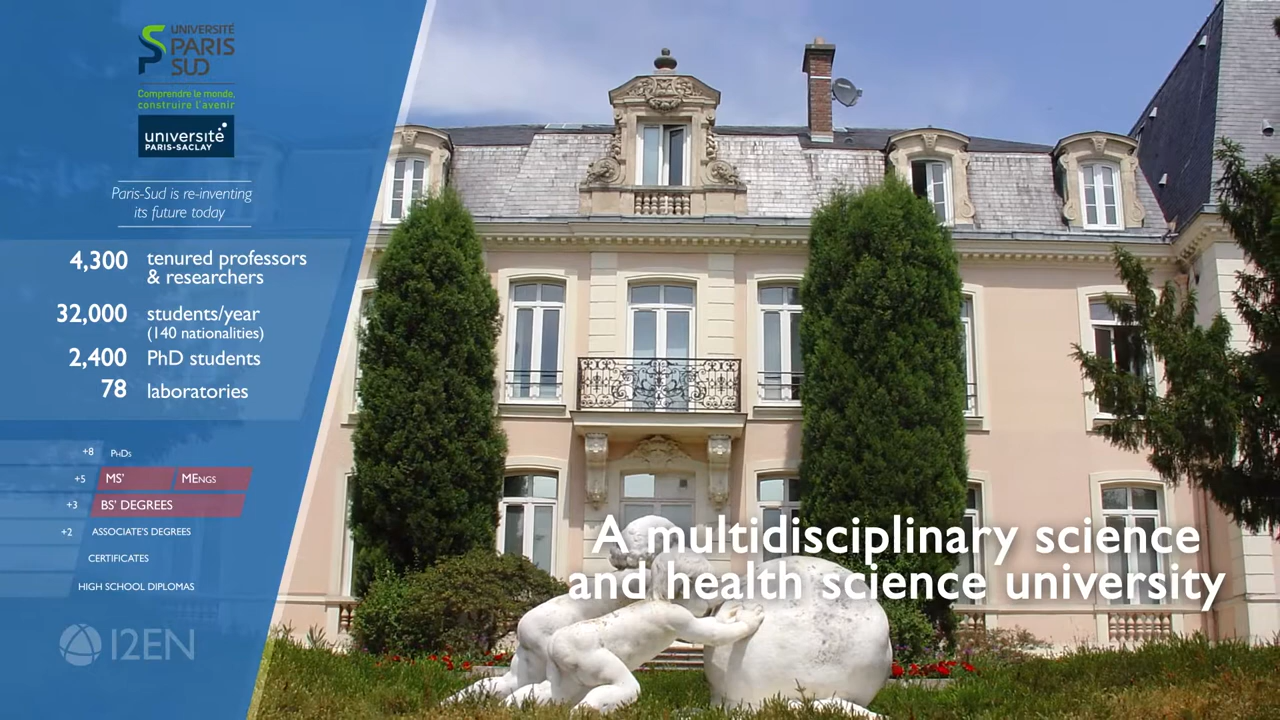 UNIVERSITÉ
PARIS
SUD
Comprendre le monde,
construire l'avenir
université
PARIS-SACLAY
Paris-Sud is re-inventing
its future today
4,300 tenured professors
& researchers
32,000 students/year
(140 nationalities)
2,400 PhD students
78 laboratories
+8 PHDS
+5 MS' MENGS
+3 BS' DEGREES
+2 ASSOCIATE'S DEGREES
CERTIFICATES
HIGH SCHOOL DIPLOMAS
I2EN
A multidisciplinary science
and health science university